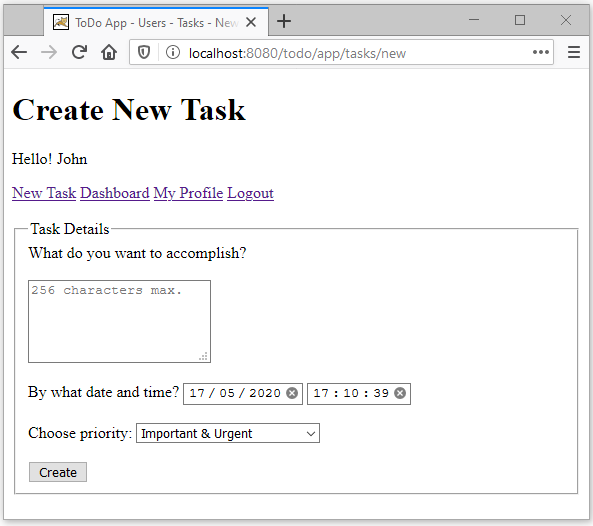 ToDo App - Users - Tasks - New
localhost:8080/todo/app/tasks/new
Create New Task
Hello! John
New Task Dashboard My Profile Logout
Task Details
What do you want to accomplish?
256 characters max.
By what date and time? 17 / 05 / 2020 17 : 10 : 39
Choose priority: Important & Urgent
Create